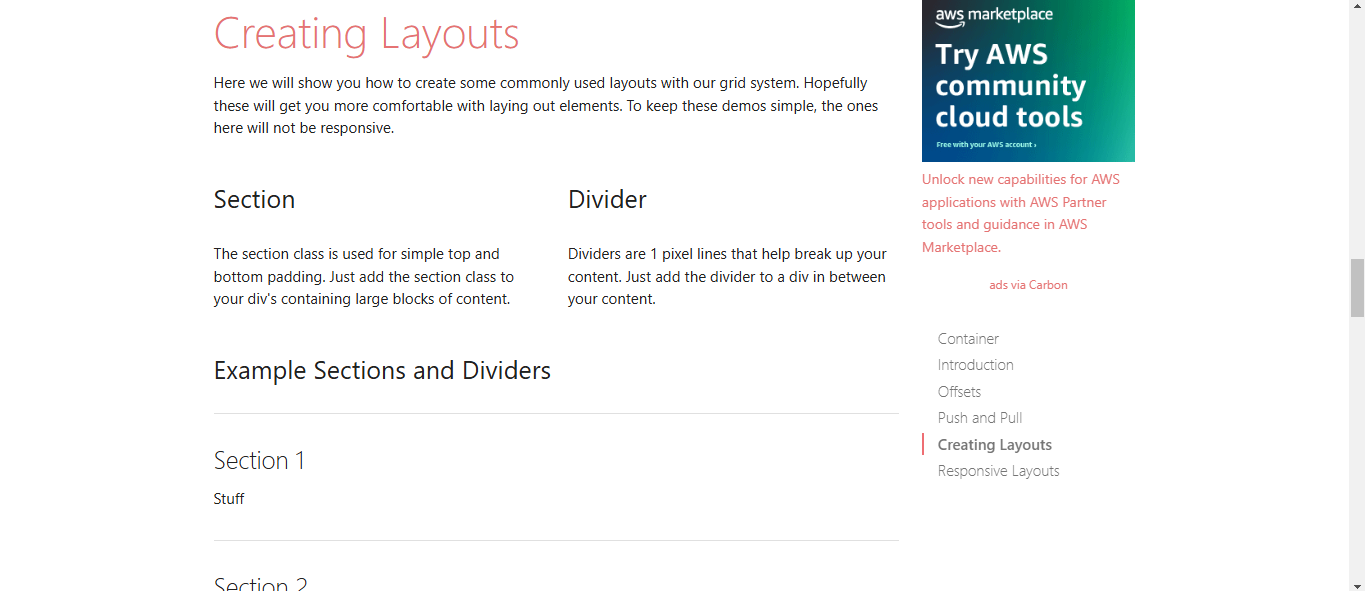 Creating Layouts
Here we will show you how to create some commonly used layouts with our grid system. Hopefully
these will get you more comfortable with laying out elements. To keep these demos simple, the ones
here will not be responsive.
Section
The section class is used for simple top and
bottom padding. Just add the section class to
your div's containing large blocks of content.
Divider
Dividers are 1 pixel lines that help break up your
content. Just add the divider to a div in between
your content.
Example Sections and Dividers
Section 1
Stuff
Section 2
aws marketplace
Try AWS
community
cloud tools
Free with your AWS account ›
Unlock new capabilities for AWS
applications with AWS Partner
tools and guidance in AWS
Marketplace.
ads via Carbon
Container
Introduction
Offsets
Push and Pull
Creating Layouts
Responsive Layouts